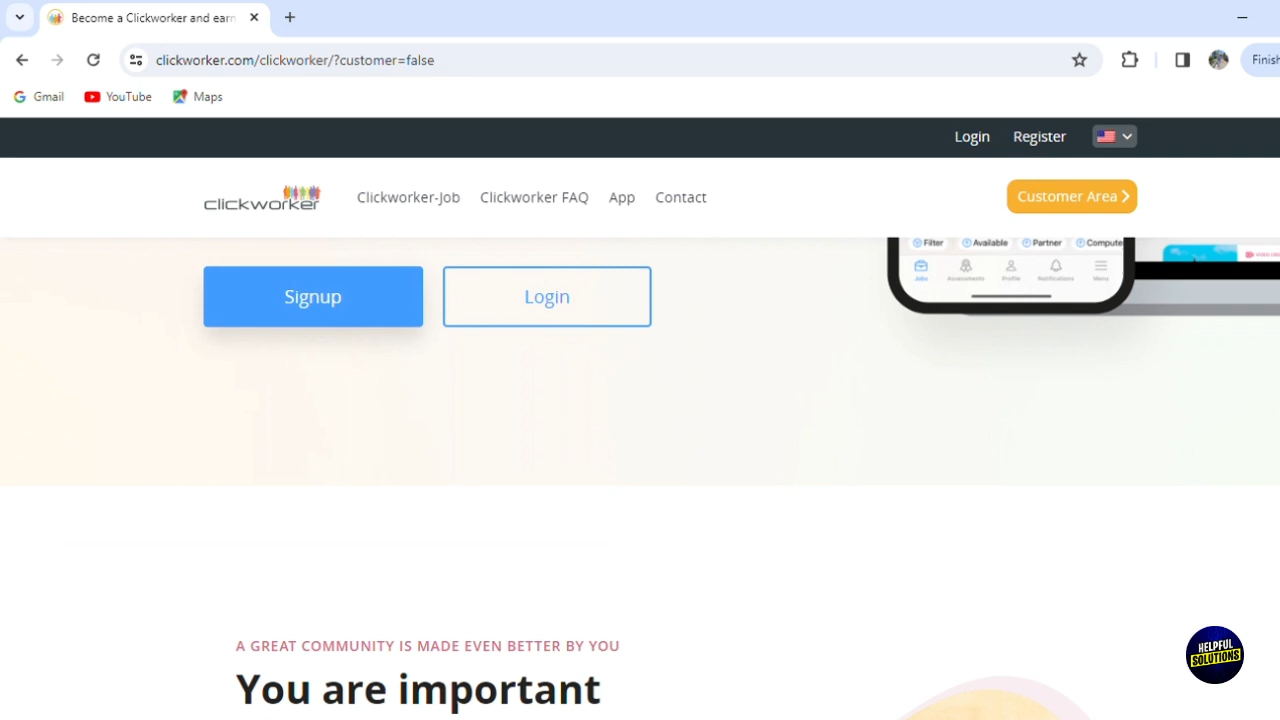 Become a Clickworker and earn
clickworker.com/clickworker/?customer=false
Finish
Gmail YouTube Maps
Login Register
clickworker Clickworker-Job Clickworker FAQ App Contact Customer Area
Filter Available Partner Compute
Jobs Assessments Profile Notifications Menu
Signup Login
A GREAT COMMUNITY IS MADE EVEN BETTER BY YOU
You are important
HELPFUL
SOLUTIONS